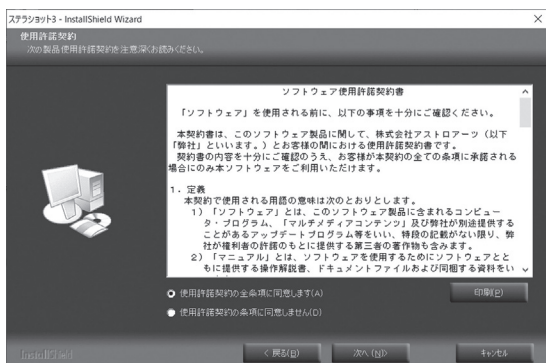 ステラショット3 - InstallShield Wizard
使用許諾契約
次の製品使用許諾契約を注意深くお読みください。
ソフトウェア使用許諾契約書
「ソフトウェア」を使用される前に、以下の事項を十分にご確認ください。
本契約書は、このソフトウェア製品に関して、株式会社アストロアーツ（以下
「弊社」といいます。）とお客様の間における使用許諾契約書です。
契約書の内容を十分にご確認のうえ、お客様が本契約の全ての条項に承諾される
場合にのみ本ソフトウェアをご利用いただけます。
1．定義
本契約で使用される用語の意味は次のとおりとします。
1）「ソフトウェア」とは、このソフトウェア製品に含まれるコンピュー
タ・プログラム、「マルチメディアコンテンツ」及び弊社が別途提供する
ことがあるアップデートプログラム等をいい、特段の記載がない限り、弊
社が権利者の許諾のもとに提供する第三者の著作物も含みます。
2）「マニュアル」とは、ソフトウェアを使用するためにソフトウェアとと
もに提供する操作解説書、ドキュメントファイルおよび同梱する資料をい
使用許諾契約の全条項に同意します(A)
印刷(P)
使用許諾契約の条項に同意しません(D)
InstallShield
< 戻る(B)
次へ(N)>
キャンセル